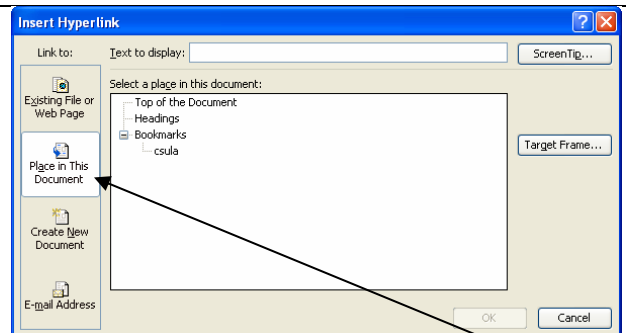 Insert Hyperlink
Link to:
Text to display:
ScreenTip...
Select a place in this document:
Existing File or
Web Page
Top of the Document
Headings
Bookmarks
csula
Target Frame...
Place in This
Document
Create New
Document
E-mail Address
OK
Cancel